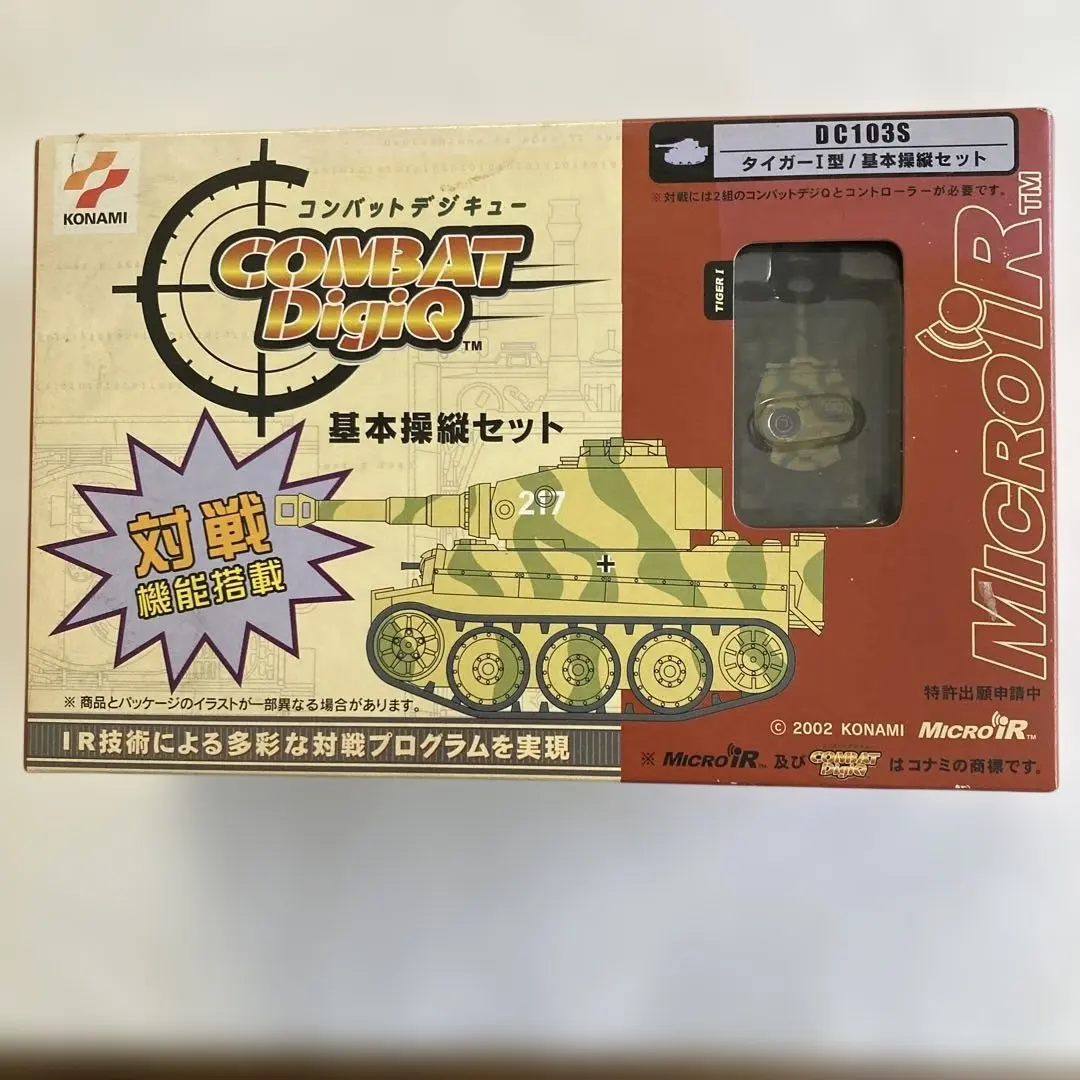 KONAMI
コンバットデジキュー
COMBAT
DigiQ™
基本操縦セット
対戦
機能搭載
217
※ 商品とパッケージのイラストが一部異なる場合があります。
IR技術による多彩な対戦プログラムを実現
DC103S
タイガーI型/基本操縦セット
※対戦には2組のコンバットデジQとコントローラーが必要です。
TIGER I
MICRO iR™
特許出願申請中
© 2002 KONAMI MICRO iR™
※ MICRO iR™ 及び COMBAT DigiQ はコナミの商標です。